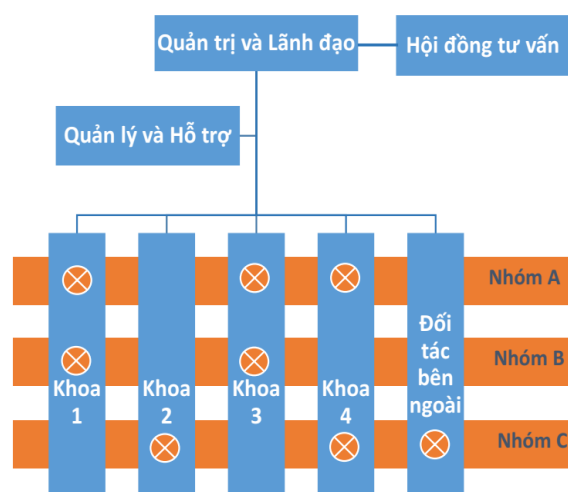 Quản trị và Lãnh đạo
Hội đồng tư vấn
Quản lý và Hỗ trợ
Nhóm A
Nhóm B
Nhóm C
Khoa
1
Khoa
2
Khoa
3
Khoa
4
Đối
tác
bên
ngoài